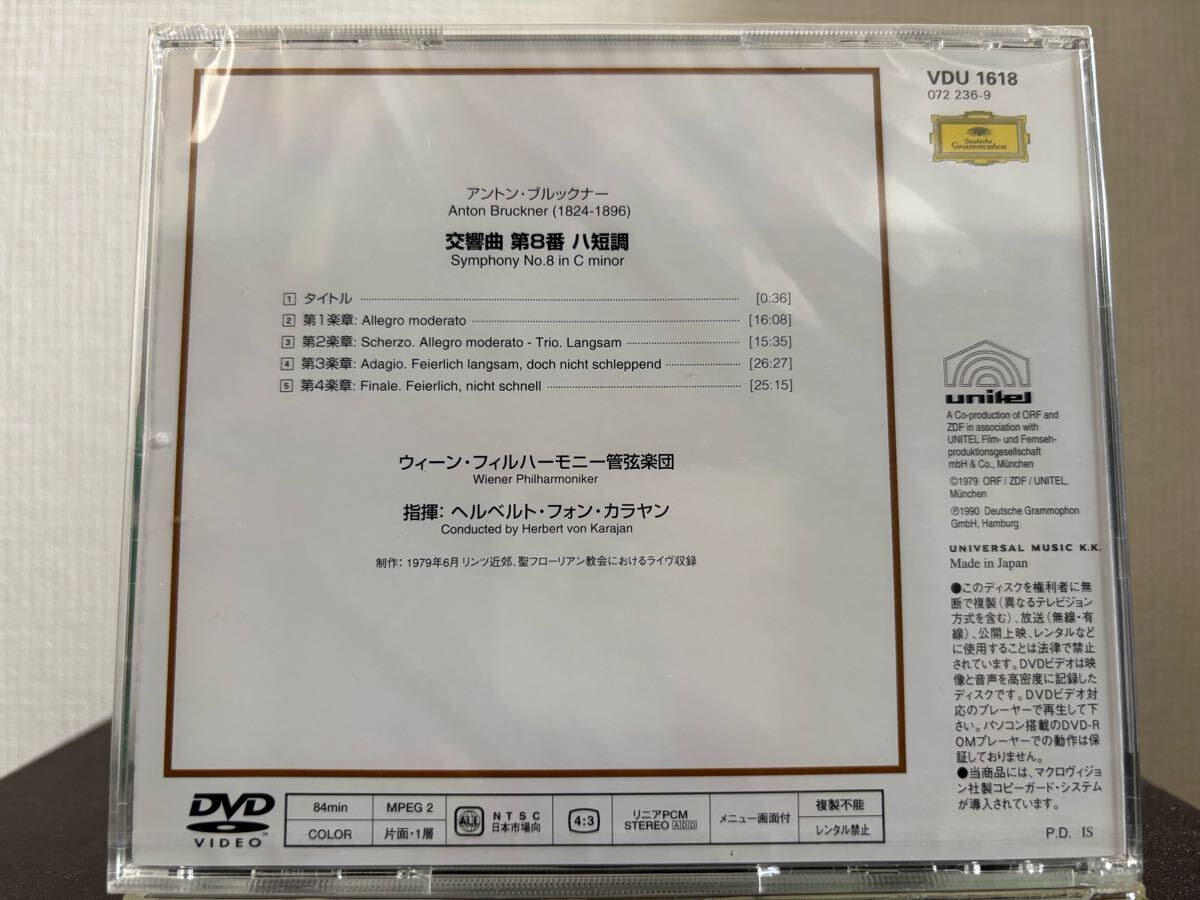 VDU 1618
072 236-9
Deutsche
Grammophon
アントン・ブルックナー
Anton Bruckner (1824-1896)
交響曲 第8番 ハ短調
Symphony No.8 in C minor
1 タイトル [0:36]
2 第1楽章: Allegro moderato [16:08]
3 第2楽章: Scherzo. Allegro moderato - Trio. Langsam [15:35]
4 第3楽章: Adagio. Feierlich langsam, doch nicht schleppend [26:27]
5 第4楽章: Finale. Feierlich, nicht schnell [25:15]
ウィーン・フィルハーモニー管弦楽団
Wiener Philharmoniker
指揮: ヘルベルト・フォン・カラヤン
Conducted by Herbert von Karajan
制作: 1979年6月 リンツ近郊、聖フローリアン教会におけるライヴ収録
unitel
A Co-production of ORF and
ZDF in association with
UNITEL Film- und Fernseh-
produktionsgesellschaft
mbH & Co., München
©1979 ORF / ZDF / UNITEL,
München
℗1990 Deutsche Grammophon
GmbH, Hamburg
UNIVERSAL MUSIC K.K.
Made in Japan
●このディスクを権利者に無
断で複製(異なるテレビジョン
方式を含む)、放送(無線・有
線)、公開上映、レンタルなど
に使用することは法律で禁止
されています。DVDビデオは映
像と音声を高密度に記録した
ディスクです。DVDビデオ対
応のプレーヤーで再生して下
さい。パソコン搭載のDVD-R
OMプレーヤーでの動作は保
証しておりません。
●当商品には、マクロヴィジョ
ン社製コピーガード・システム
が導入されています。
P.D. IS
DVD
VIDEO
84min
COLOR
MPEG 2
片面・1層
ALL
NTSC
日本市場向
4:3
リニアPCM
STEREO ADD
メニュー画面付
複製不能
レンタル禁止